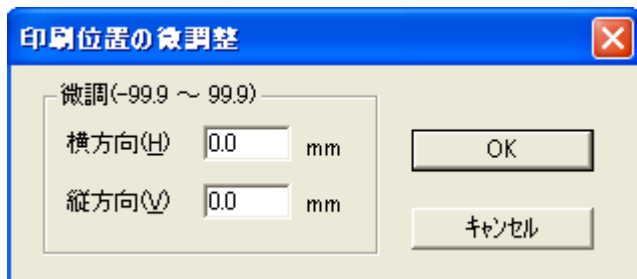 印刷位置の微調整
微調(-99.9 ～ 99.9)
横方向(H) 0.0 mm
縦方向(V) 0.0 mm
OK
ｷｬﾝｾﾙ